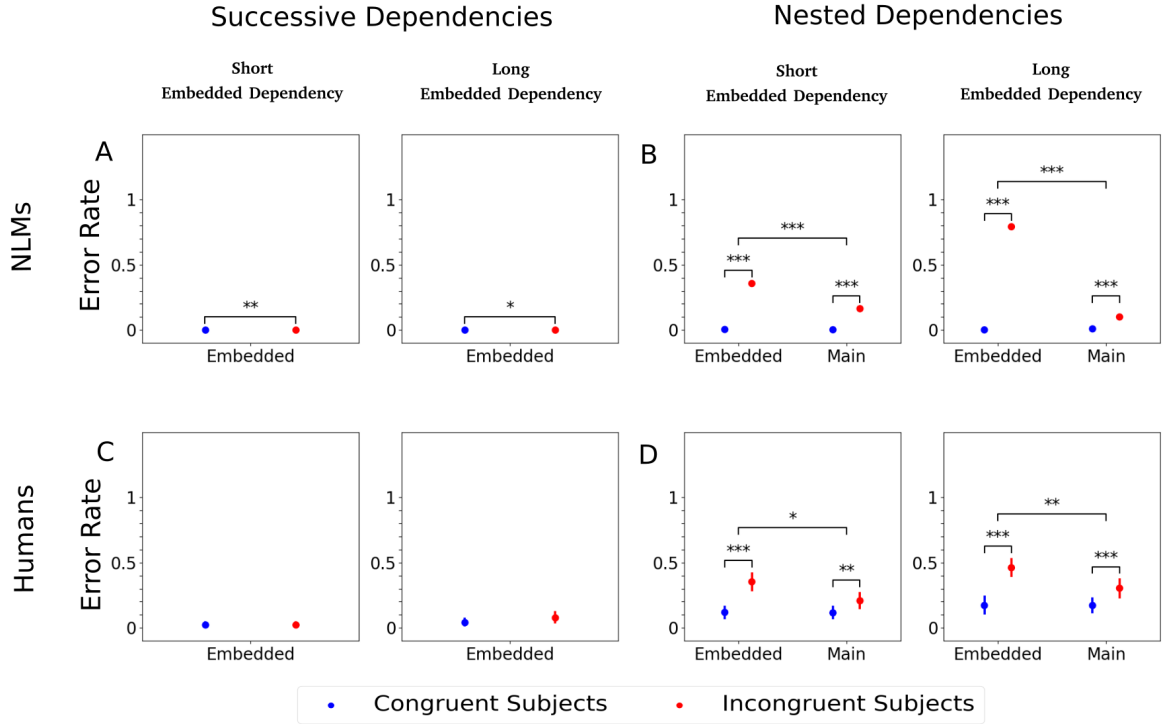 Successive Dependencies
Nested Dependencies
Short
Embedded Dependency
Long
Embedded Dependency
Short
Embedded Dependency
Long
Embedded Dependency
NLMs
A
Error Rate
1
0.5
0
**
Embedded
1
0.5
0
*
Embedded
B
1
0.5
0
***
***
***
Embedded Main
1
0.5
0
***
***
***
Embedded Main
Humans
C
Error Rate
1
0.5
0
Embedded
1
0.5
0
Embedded
D
1
0.5
0
*
***
**
Embedded Main
1
0.5
0
**
***
***
Embedded Main
Congruent Subjects Incongruent Subjects